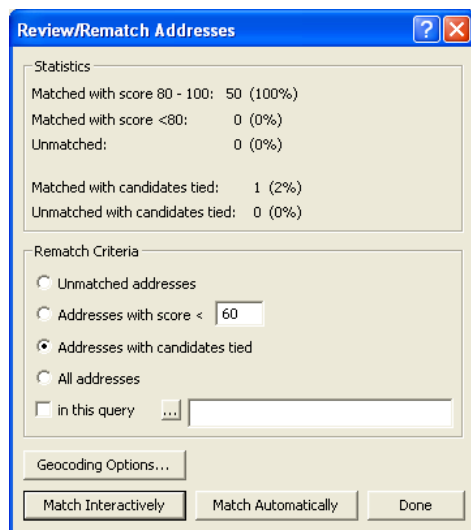 Review/Rematch Addresses
Statistics
Matched with score 80 - 100: 50 (100%)
Matched with score <80: 0 (0%)
Unmatched: 0 (0%)
Matched with candidates tied: 1 (2%)
Unmatched with candidates tied: 0 (0%)
Rematch Criteria
Unmatched addresses
Addresses with score < 60
Addresses with candidates tied
All addresses
in this query ...
Geocoding Options...
Match Interactively Match Automatically Done